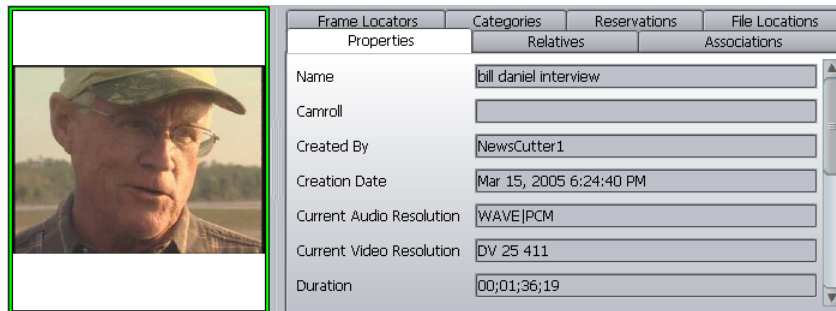 Frame Locators Categories Reservations File Locations
Properties Relatives Associations
Name bill daniel interview
Camroll
Created By NewsCutter1
Creation Date Mar 15, 2005 6:24:40 PM
Current Audio Resolution WAVE|PCM
Current Video Resolution DV 25 411
Duration 00;01;36;19